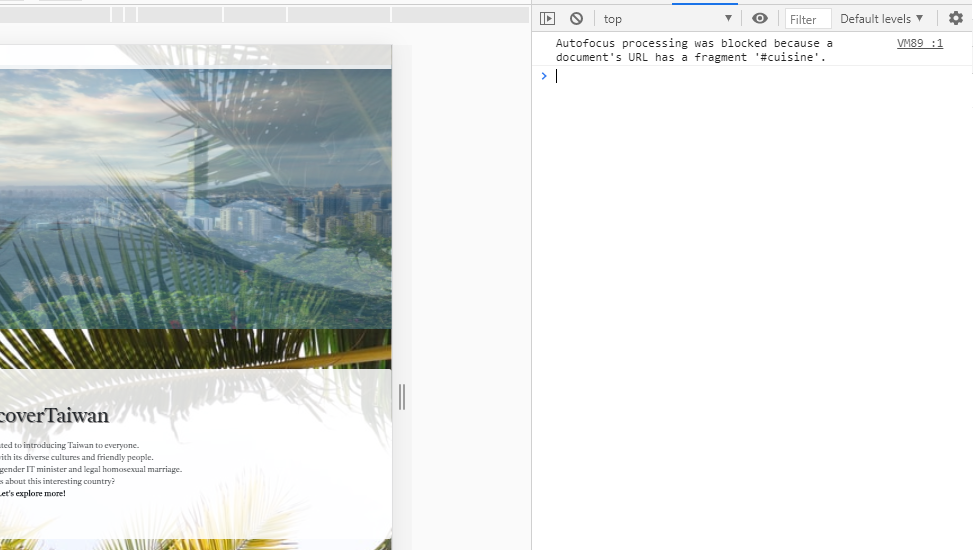 top
Filter
Default levels
Autofocus processing was blocked because a
VM89 :1
document's URL has a fragment '#cuisine'.
coverTaiwan
ated to introducing Taiwan to everyone.
with its diverse cultures and friendly people.
gender IT minister and legal homosexual marriage.
s about this interesting country?
Let's explore more!